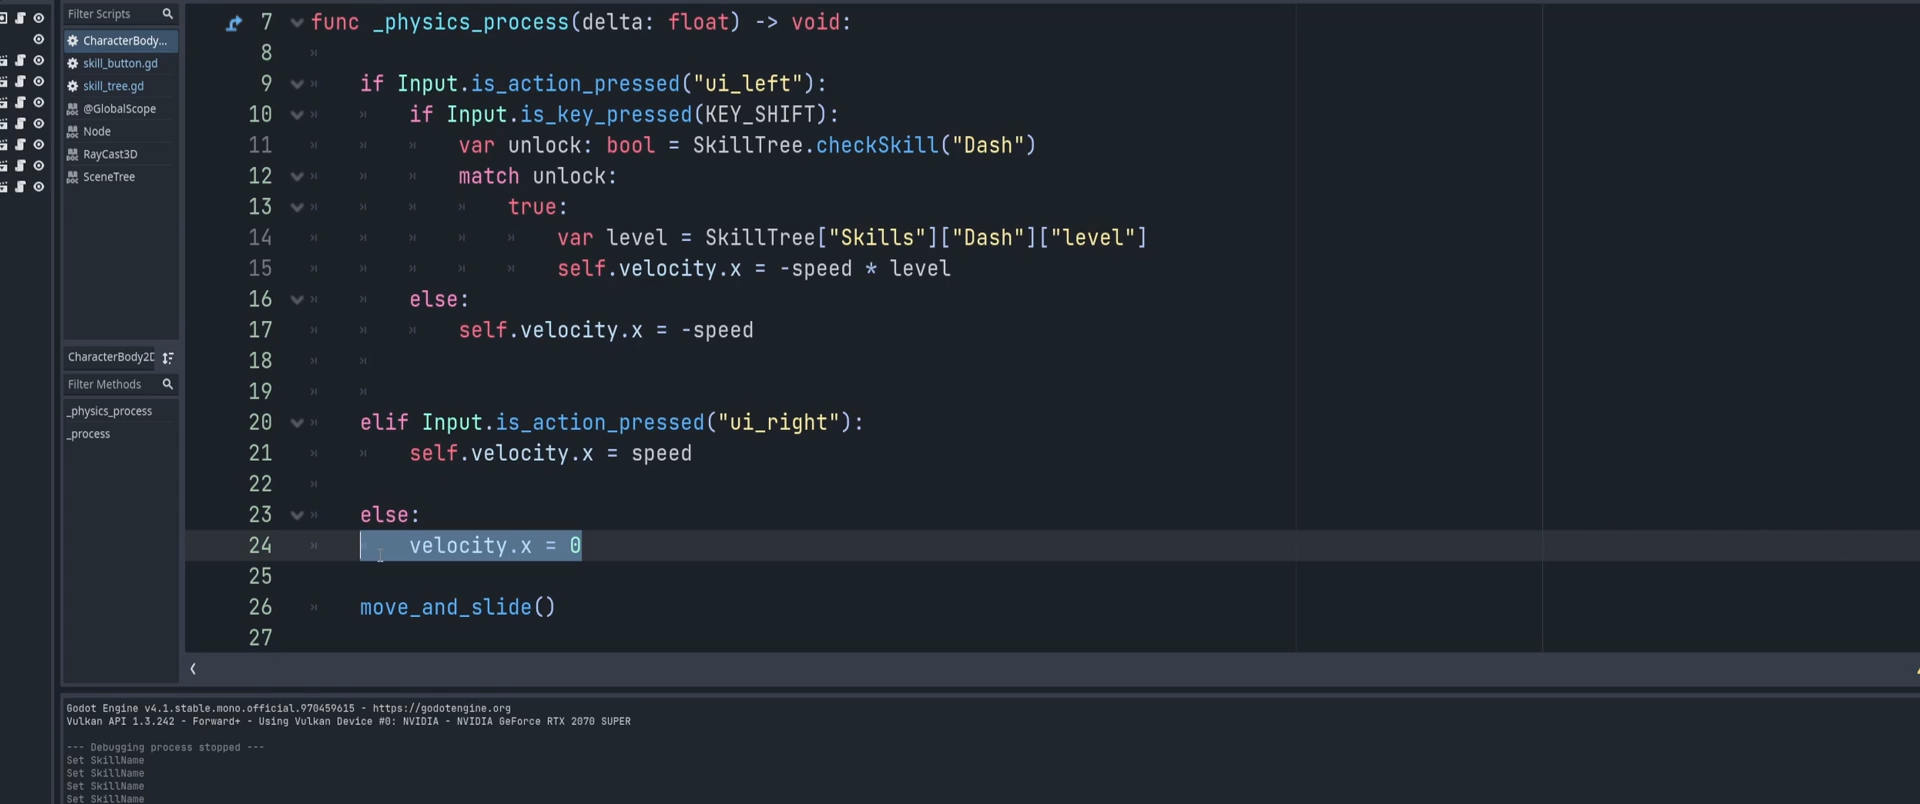 Filter Scripts
CharacterBody...
skill_button.gd
skill_tree.gd
@GlobalScope
Node
RayCast3D
SceneTree
CharacterBody2D
Filter Methods
_physics_process
_process
7 func _physics_process(delta: float) -> void:
8
9 if Input.is_action_pressed("ui_left"):
10 if Input.is_key_pressed(KEY_SHIFT):
11 var unlock: bool = SkillTree.checkSkill("Dash")
12 match unlock:
13 true:
14 var level = SkillTree["Skills"]["Dash"]["level"]
15 self.velocity.x = -speed * level
16 else:
17 self.velocity.x = -speed
18
19
20 elif Input.is_action_pressed("ui_right"):
21 self.velocity.x = speed
22
23 else:
24 velocity.x = 0
25
26 move_and_slide()
27
Godot Engine v4.1.stable.mono.official.970459615 - https://godotengine.org
Vulkan API 1.3.242 - Forward+ - Using Vulkan Device #0: NVIDIA - NVIDIA GeForce RTX 2070 SUPER
--- Debugging process stopped ---
Set SkillName
Set SkillName
Set SkillName
Set SkillName